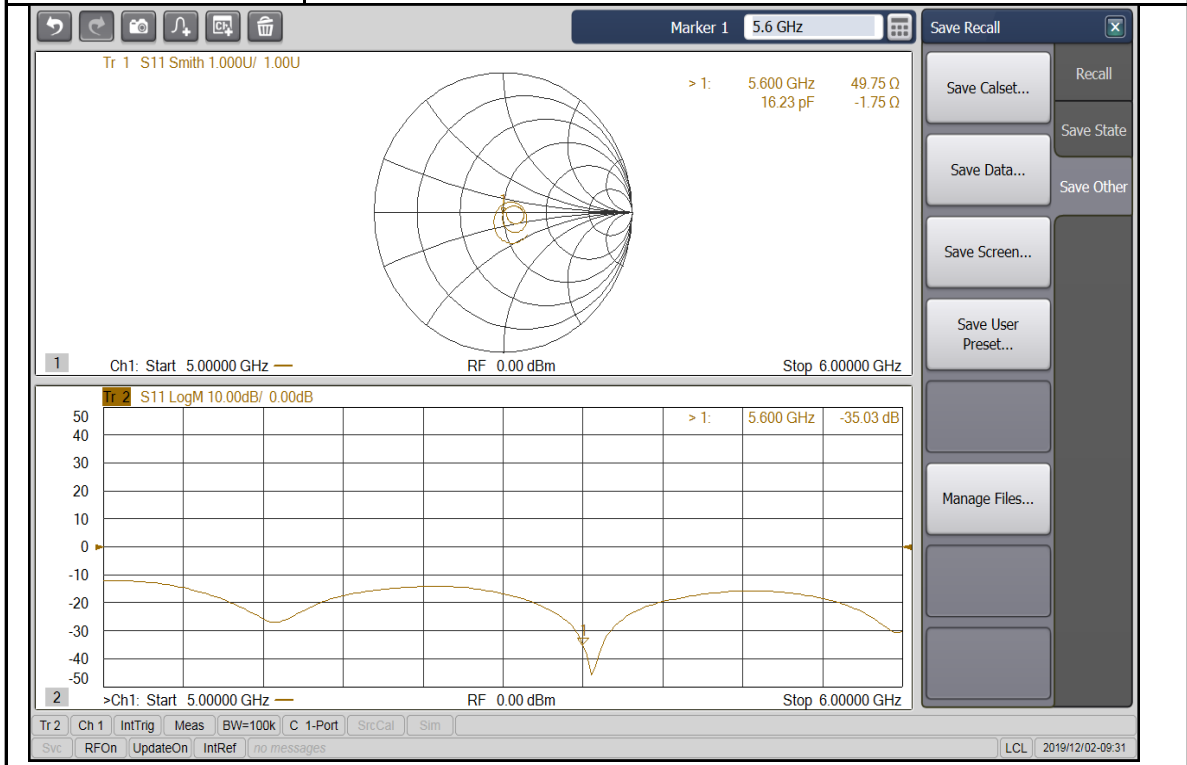 Marker 1 5.6 GHz
Save Recall X
Tr 1 S11 Smith 1.000U/ 1.00U
> 1: 5.600 GHz 49.75 Ω
16.23 pF -1.75 Ω
1 Ch1: Start 5.00000 GHz — RF 0.00 dBm Stop 6.00000 GHz
Tr 2 S11 LogM 10.00dB/ 0.00dB
> 1: 5.600 GHz -35.03 dB
50
40
30
20
10
0
-10
-20
-30
-40
-50
1
2 >Ch1: Start 5.00000 GHz — RF 0.00 dBm Stop 6.00000 GHz
Save Calset...
Save Data...
Save Screen...
Save User
Preset...
Manage Files...
Recall
Save State
Save Other
Tr 2 Ch 1 IntTrig Meas BW=100k C 1-Port SrcCal Sim
Svc RFOn UpdateOn IntRef no messages LCL 2019/12/02-09:31